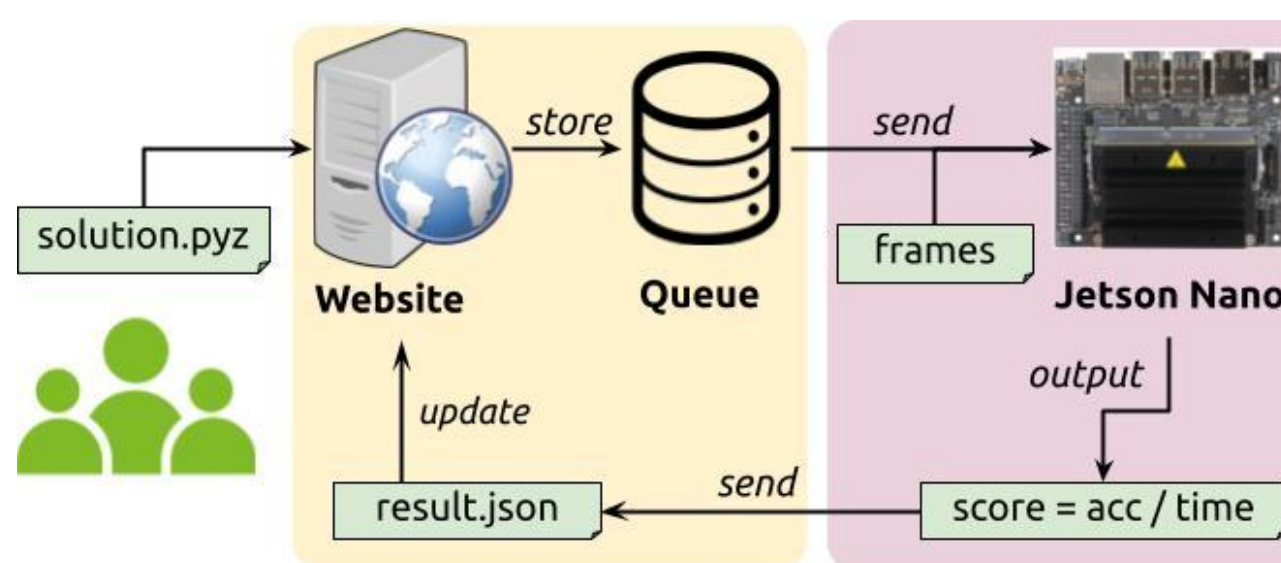 store
send
solution.pyz
frames
Website
Queue
Jetson Nano
output
update
send
result.json
score = acc / time